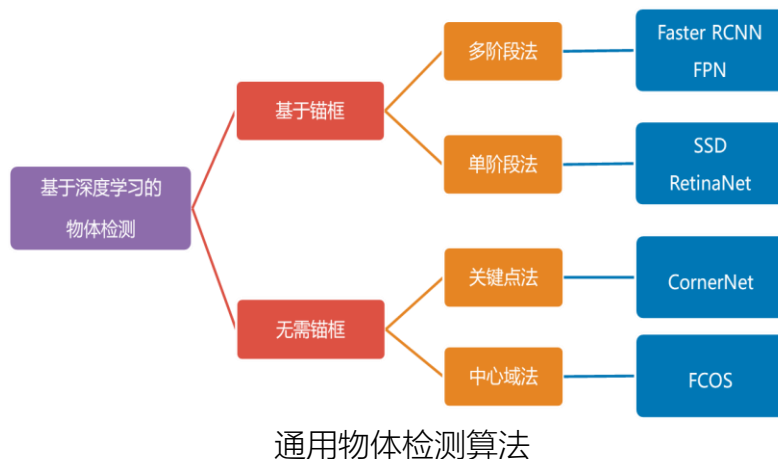 基于深度学习的
物体检测
基于锚框
多阶段法
Faster RCNN
FPN
单阶段法
SSD
RetinaNet
无需锚框
关键点法
CornerNet
中心域法
FCOS
通用物体检测算法